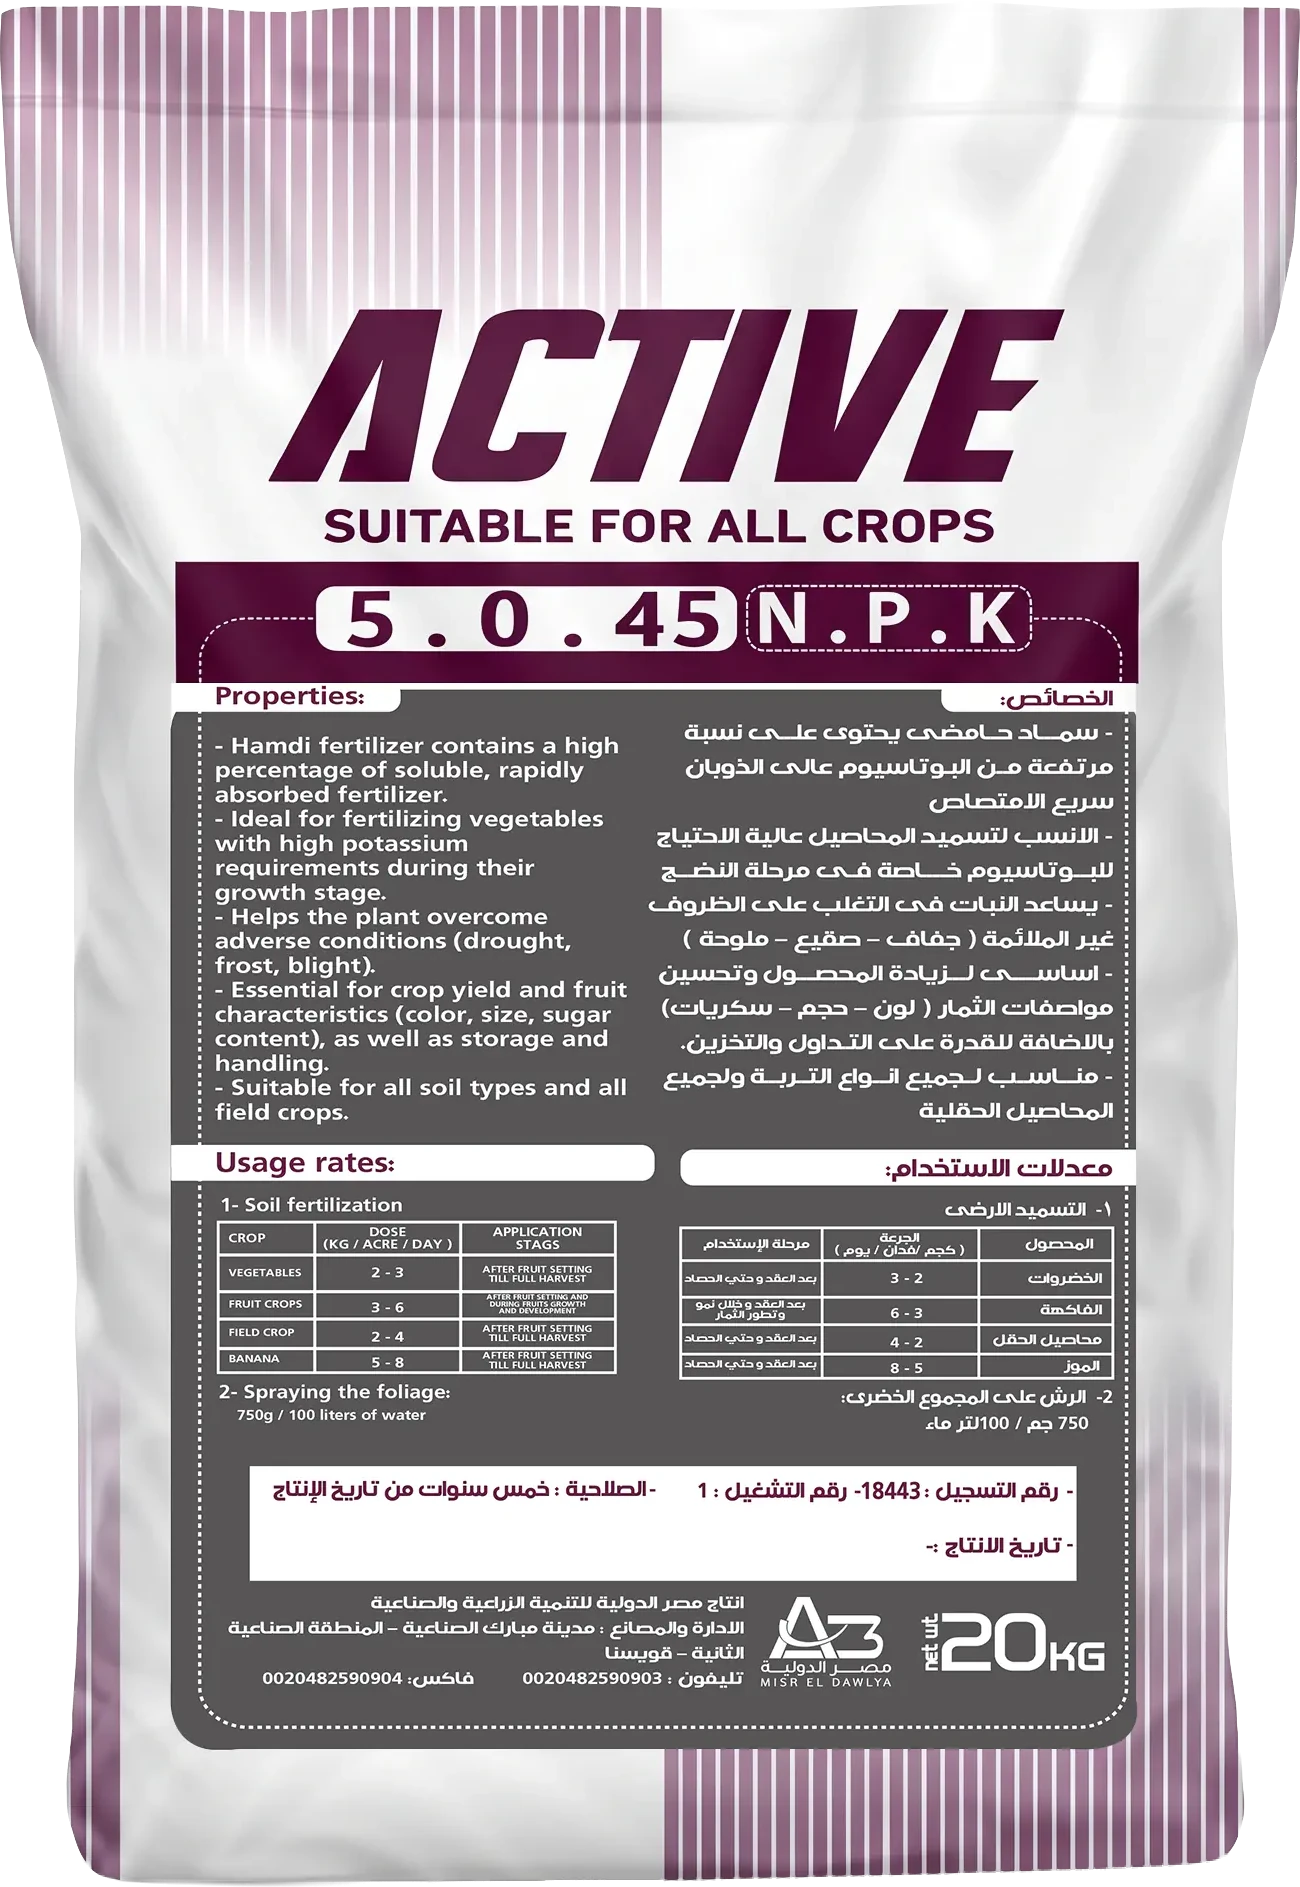 ACTIVE
SUITABLE FOR ALL CROPS
5 . 0 . 45 N.P.K
Properties:
- Hamdi fertilizer contains a high
percentage of soluble, rapidly
absorbed fertilizer.
- Ideal for fertilizing vegetables
with high potassium
requirements during their
growth stage.
- Helps the plant overcome
adverse conditions (drought,
frost, blight).
- Essential for crop yield and fruit
characteristics (color, size, sugar
content), as well as storage and
handling.
- Suitable for all soil types and all
field crops.
الخصائص:
- سماد حامضى يحتوى على نسبة
مرتفعة من البوتاسيوم عالى الذوبان
سريع الامتصاص
- الانسب لتسميد المحاصيل عالية الاحتياج
للبوتاسيوم خاصة فى مرحلة النضج
- يساعد النبات فى التغلب على الظروف
غير الملائمة ( جفاف - صقيع - ملوحة )
- اساسى لزيادة المحصول وتحسين
مواصفات الثمار ( لون - حجم - سكريات)
بالاضافة للقدرة على التداول والتخزين.
- مناسب لجميع انواع التربة ولجميع
المحاصيل الحقلية
Usage rates:
1- Soil fertilization
CROP DOSE (KG / ACRE / DAY ) APPLICATION STAGS
VEGETABLES 2 - 3 AFTER FRUIT SETTING TILL FULL HARVEST
FRUIT CROPS 3 - 6 AFTER FRUIT SETTING AND DURING FRUITS GROWTH AND DEVELOPMENT
FIELD CROP 2 - 4 AFTER FRUIT SETTING TILL FULL HARVEST
BANANA 5 - 8 AFTER FRUIT SETTING TILL FULL HARVEST
2- Spraying the foliage:
750g / 100 liters of water
معدلات الاستخدام:
١- التسميد الارضى
المحصول الجرعة ( كجم /فدان / يوم ) مرحلة الإستخدام
الخضروات 2 - 3 بعد العقد و حتي الحصاد
الفاكهة 3 - 6 بعد العقد و خلال نمو وتطور الثمار
محاصيل الحقل 2 - 4 بعد العقد و حتي الحصاد
الموز 5 - 8 بعد العقد و حتي الحصاد
2- الرش على المجموع الخضرى:
750 جم / 100لتر ماء
- رقم التسجيل : 18443- رقم التشغيل : 1 - الصلاحية : خمس سنوات من تاريخ الإنتاج
- تاريخ الانتاج :-
انتاج مصر الدولية للتنمية الزراعية والصناعية
الادارة والمصانع : مدينة مبارك الصناعية - المنطقة الصناعية
الثانية - قويسنا
تليفون : 0020482590903 فاكس: 0020482590904
A3
مصر الدولية
MISR EL DAWLYA
net wt 20KG